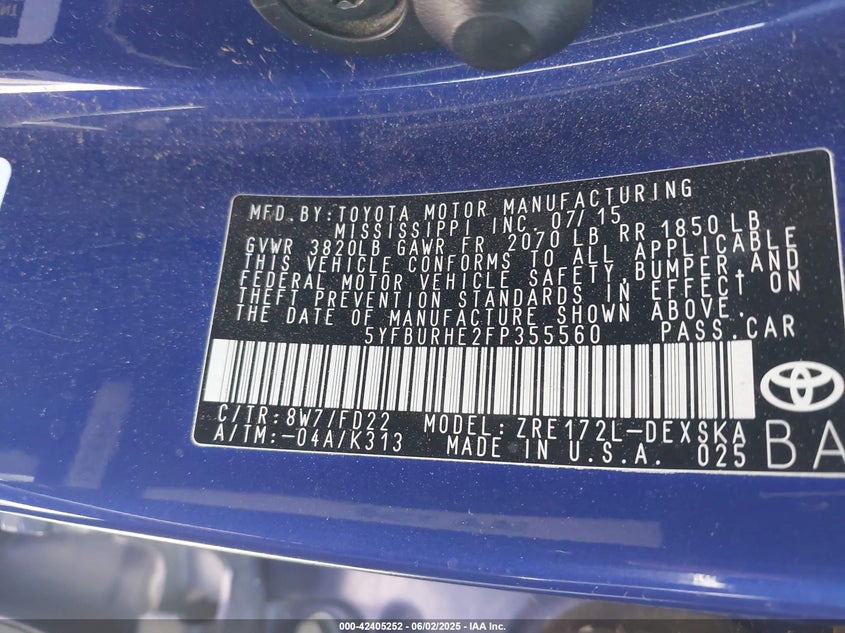 MFD.BY:TOYOTA MOTOR MANUFACTURING
MISSISSIPPI INC. 07/15
GVWR 3820LB GAWR FR 2070 LB RR 1850 LB
THIS VEHICLE CONFORMS TO ALL APPLICABLE
FEDERAL MOTOR VEHICLE SAFETY, BUMPER, AND
THEFT PREVENTION STANDARDS IN EFFECT ON
THE DATE OF MANUFACTURE SHOWN ABOVE.
5YFBURHE2FP355560 PASS.CAR
C/TR:8W7/FD22 MODEL: ZRE172L-DEXSKA
A/TM:-04A/K313 MADE IN U.S.A. 025 BA
000-42405252 - 06/02/2025 - IAA Inc.